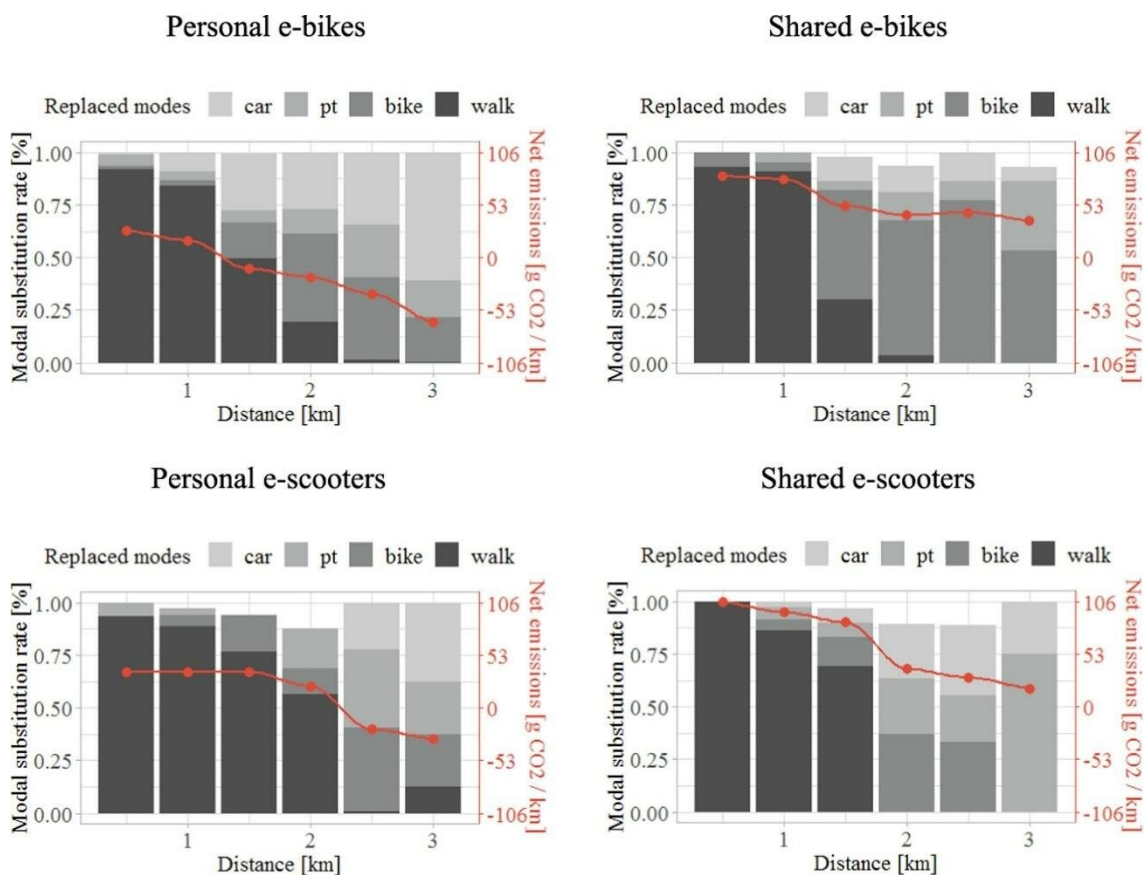 Personal e-bikes
Replaced modes car pt bike walk
Modal substitution rate [%]
1.00
0.75
0.50
0.25
0.00
106
53
0
-53
-106
Net emissions [g CO2 / km]
1 2 3
Distance [km]
Shared e-bikes
Replaced modes car pt bike walk
Modal substitution rate [%]
1.00
0.75
0.50
0.25
0.00
106
53
0
-53
-106
Net emissions [g CO2 / km]
1 2 3
Distance [km]
Personal e-scooters
Replaced modes car pt bike walk
Modal substitution rate [%]
1.00
0.75
0.50
0.25
0.00
106
53
0
-53
-106
Net emissions [g CO2 / km]
1 2 3
Distance [km]
Shared e-scooters
Replaced modes car pt bike walk
Modal substitution rate [%]
1.00
0.75
0.50
0.25
0.00
106
53
0
-53
-106
Net emissions [g CO2 / km]
1 2 3
Distance [km]